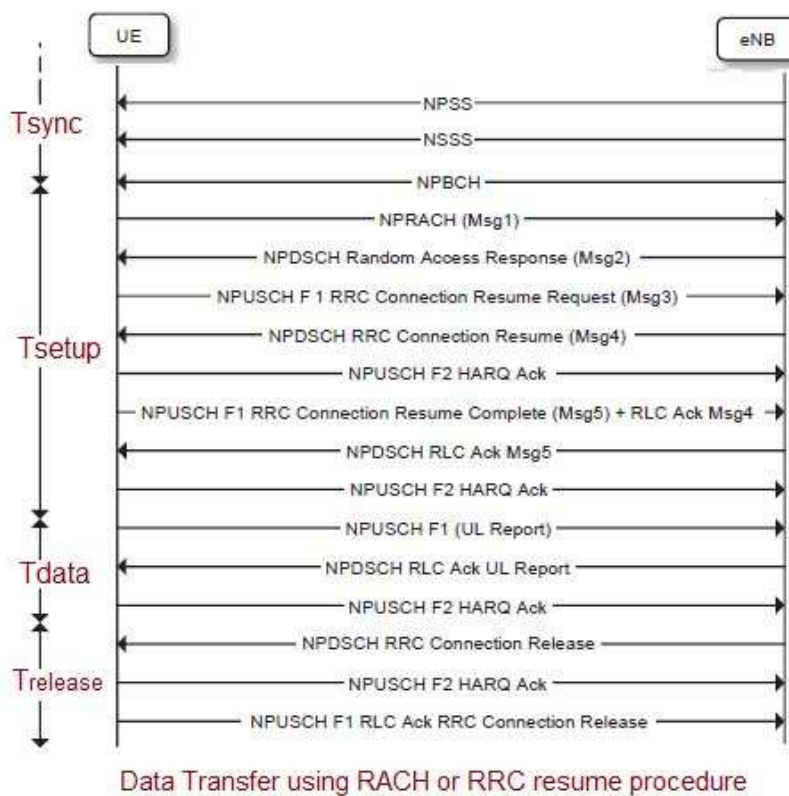 UE
eNB
Tsync
NPSS
NSSS
NPBCH
NPRACH (Msg1)
NPDSCH Random Access Response (Msg2)
NPUSCH F 1 RRC Connection Resume Request (Msg3)
Tsetup
NPDSCH RRC Connection Resume (Msg4)
NPUSCH F2 HARQ Ack
NPUSCH F1 RRC Connection Resume Complete (Msg5) + RLC Ack Msg4
NPDSCH RLC Ack Msg5
NPUSCH F2 HARQ Ack
NPUSCH F1 (UL Report)
Tdata
NPDSCH RLC Ack UL Report
NPUSCH F2 HARQ Ack
NPDSCH RRC Connection Release
Trelease
NPUSCH F2 HARQ Ack
NPUSCH F1 RLC Ack RRC Connection Release
Data Transfer using RACH or RRC resume procedure